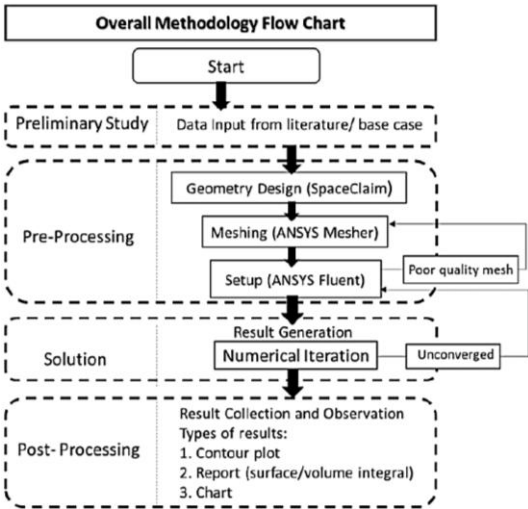 Overall Methodology Flow Chart
Start
Preliminary Study
Data Input from literature/ base case
Pre-Processing
Geometry Design (SpaceClaim)
Meshing (ANSYS Mesher)
Setup (ANSYS Fluent)
Poor quality mesh
Solution
Result Generation
Numerical Iteration
Unconverged
Post- Processing
Result Collection and Observation
Types of results:
1. Contour plot
2. Report (surface/volume integral)
3. Chart